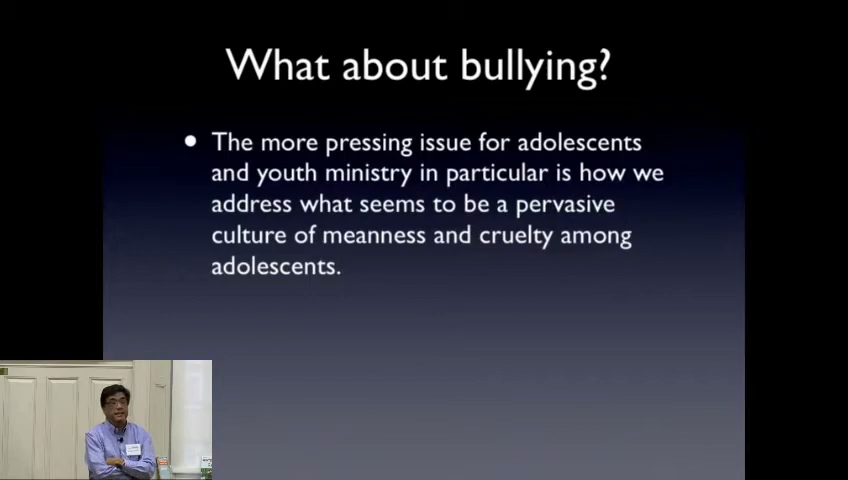 What about bullying?
• The more pressing issue for adolescents
and youth ministry in particular is how we
address what seems to be a pervasive
culture of meanness and cruelty among
adolescents.